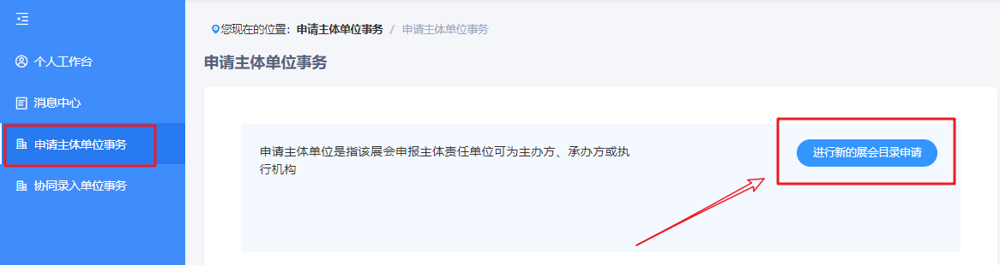 您现在的位置：申请主体单位事务 / 申请主体单位事务
个人工作台
消息中心
申请主体单位事务
协同录入单位事务
申请主体单位事务
申请主体单位是指该展会申报主体责任单位可为主办方、承办方或执
行机构
进行新的展会目录申请